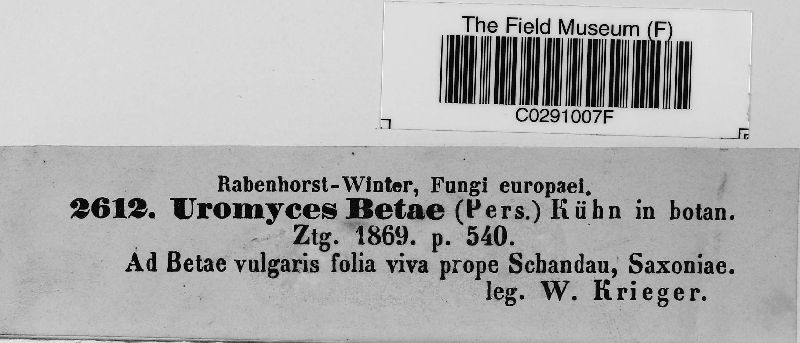 The Field Museum (F)
C0291007F
Rabenhorst-Winter, Fungi europaei.
2612. Uromyces Betae (Pers.) Kühn in botan.
Ztg. 1869. p. 540.
Ad Betae vulgaris folia viva prope Schandau, Saxoniae.
leg. W. Krieger.